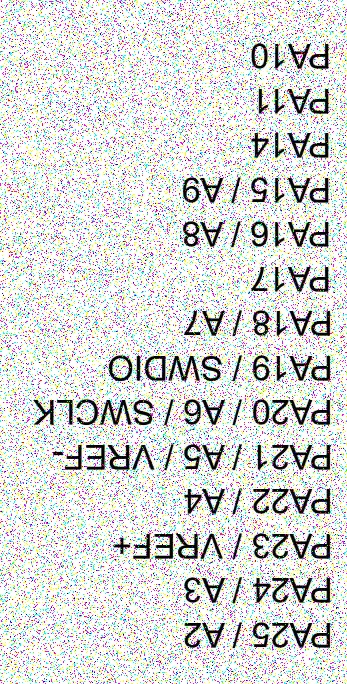 PA25 / A2
PA24 / A3
PA23 / VREF+
PA22 / A4
PA21 / A5 / VREF-
PA20 / A6 / SWCLK
PA19 / SWDIO
PA18 / A7
PA17
PA16 / A8
PA15 / A9
PA14
PA11
PA10